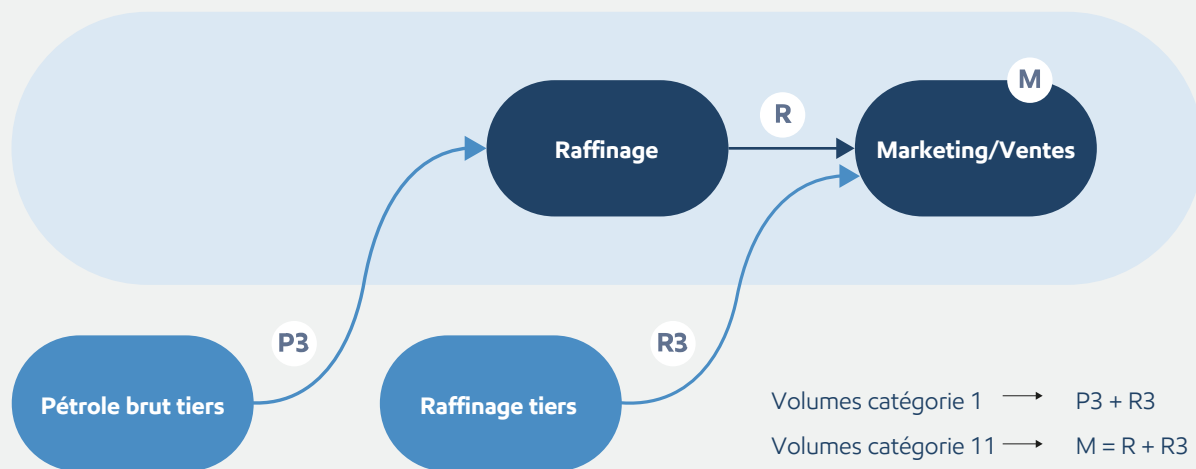 M
R
Raffinage
Marketing/Ventes
P3
R3
Pétrole brut tiers
Raffinage tiers
Volumes catégorie 1 → P3 + R3
Volumes catégorie 11 → M = R + R3